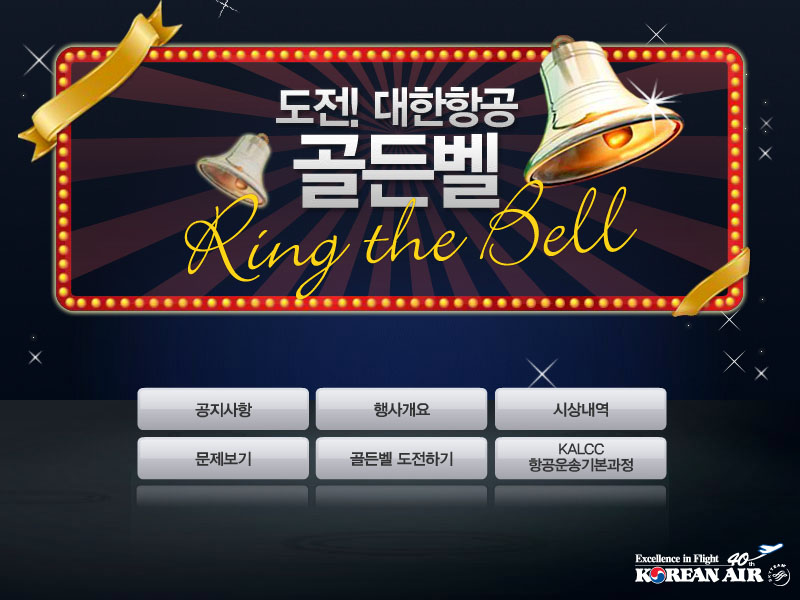 도전! 대한항공
골든벨
Ring the Bell
공지사항
행사개요
시상내역
문제보기
골든벨 도전하기
KALCC
항공운송기본과정
Excellence in Flight 40th
KOREAN AIR
SKYTEAM